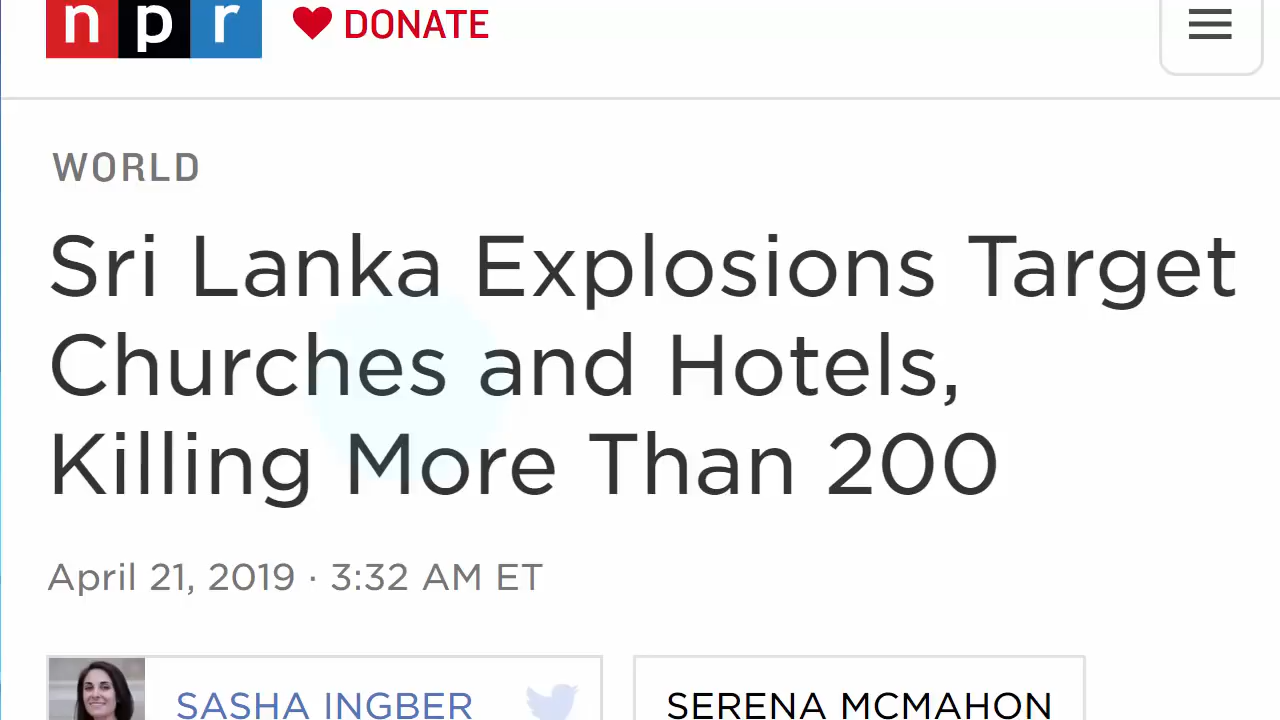 npr DONATE
WORLD
Sri Lanka Explosions Target
Churches and Hotels,
Killing More Than 200
April 21, 2019 · 3:32 AM ET
SASHA INGBER
SERENA MCMAHON